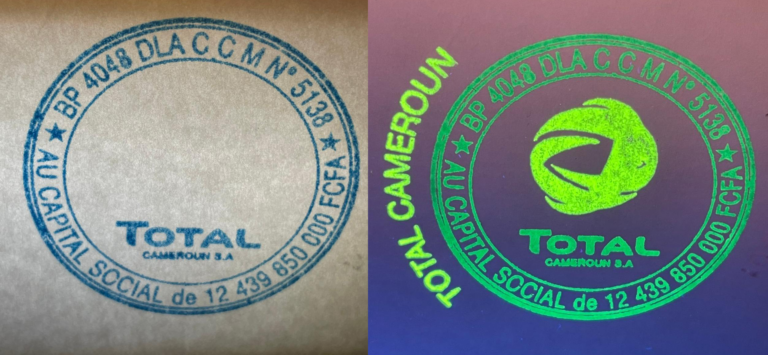 BP 4048 DLA C C M N° 5138
★ AU CAPITAL SOCIAL de 12 439 850 000 FCFA ★
TOTAL
CAMEROUN S.A
TOTAL CAMEROUN
BP 4048 DLA C C M N° 5138
★ AU CAPITAL SOCIAL de 12 439 850 000 FCFA ★
TOTAL
CAMEROUN S.A